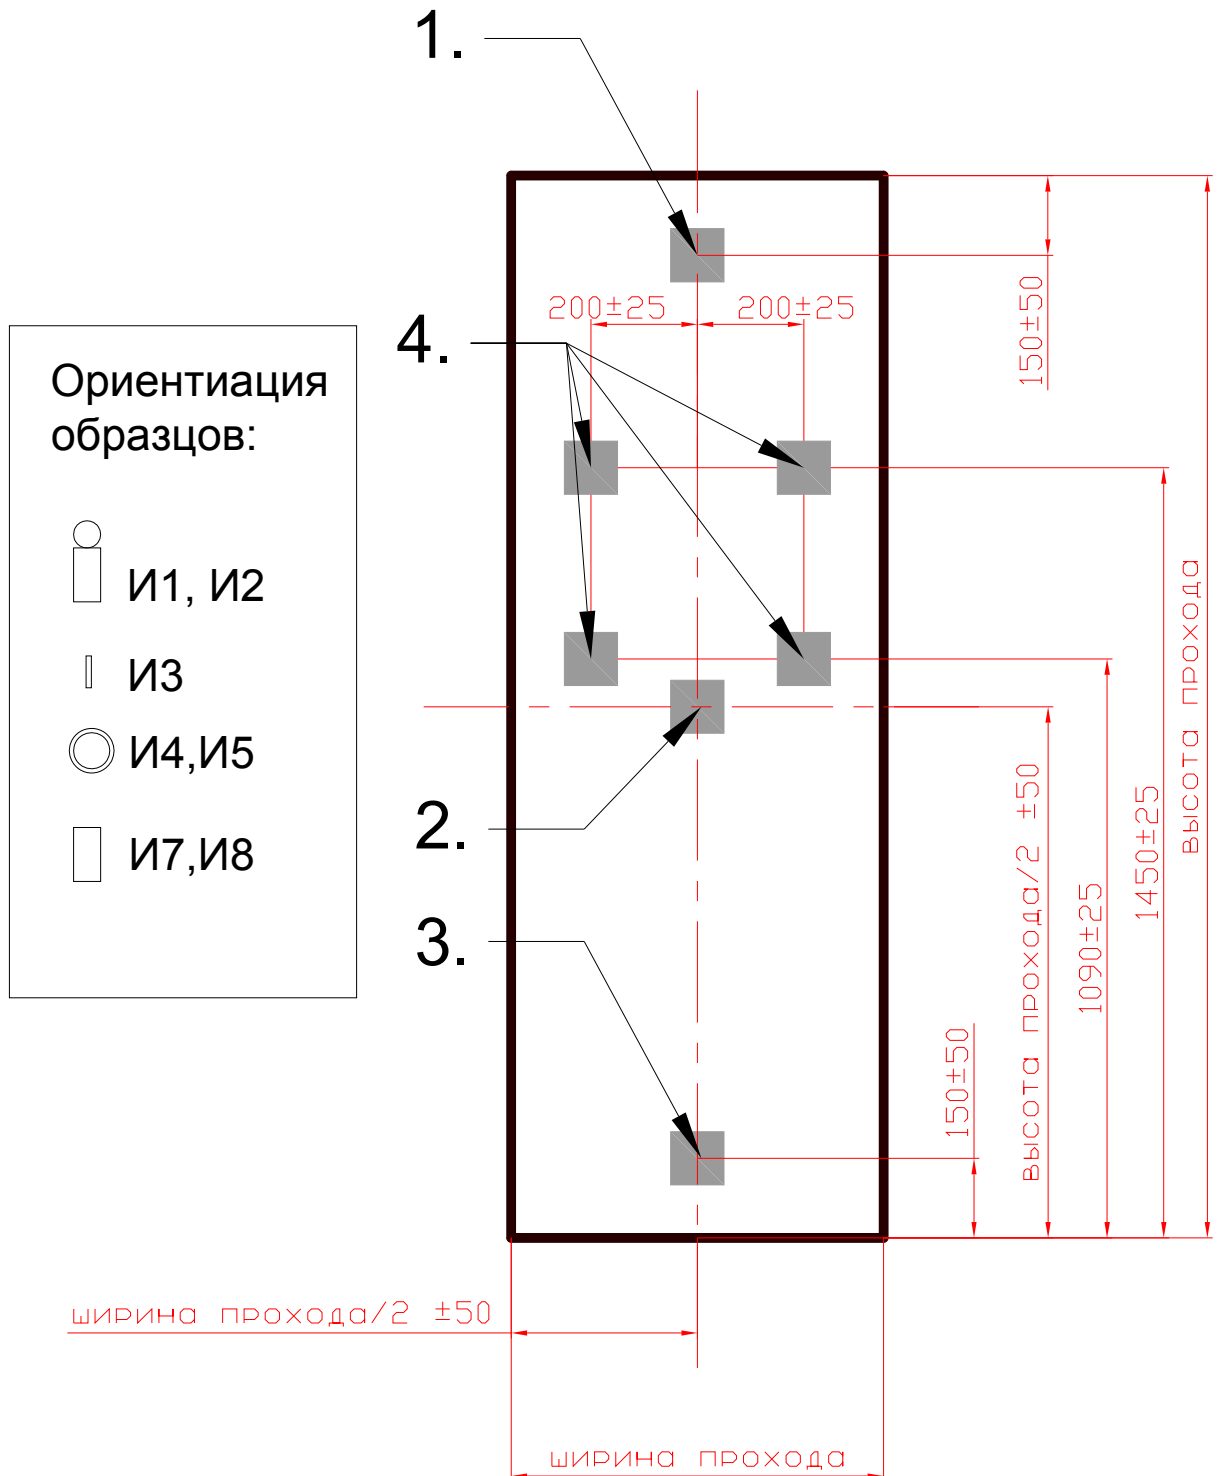 1.
200±25
200±25
150±50
4.
Ориентиация
образцов:
И1, И2
И3
И4,И5
И7,И8
высота прохода
2.
высота прохода/2 ±50
1450±25
1090±25
3.
150±50
ширина прохода/2 ±50
ширина прохода